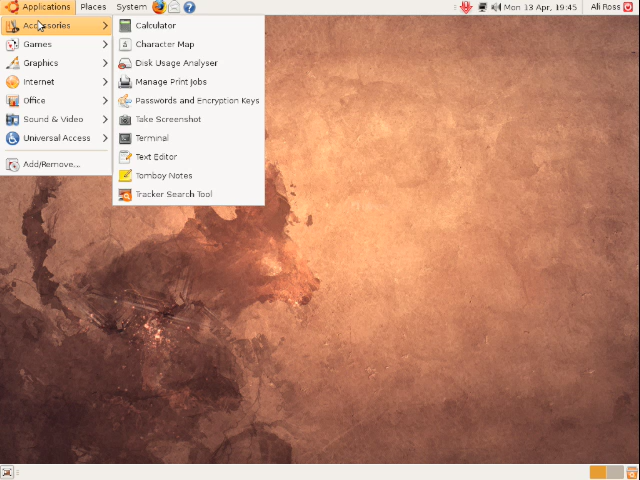 Applications Places System Mon 13 Apr, 19:45 Ali Ross
Accessories
Games
Graphics
Internet
Office
Sound & Video
Universal Access
Add/Remove...
Calculator
Character Map
Disk Usage Analyser
Manage Print Jobs
Passwords and Encryption Keys
Take Screenshot
Terminal
Text Editor
Tomboy Notes
Tracker Search Tool